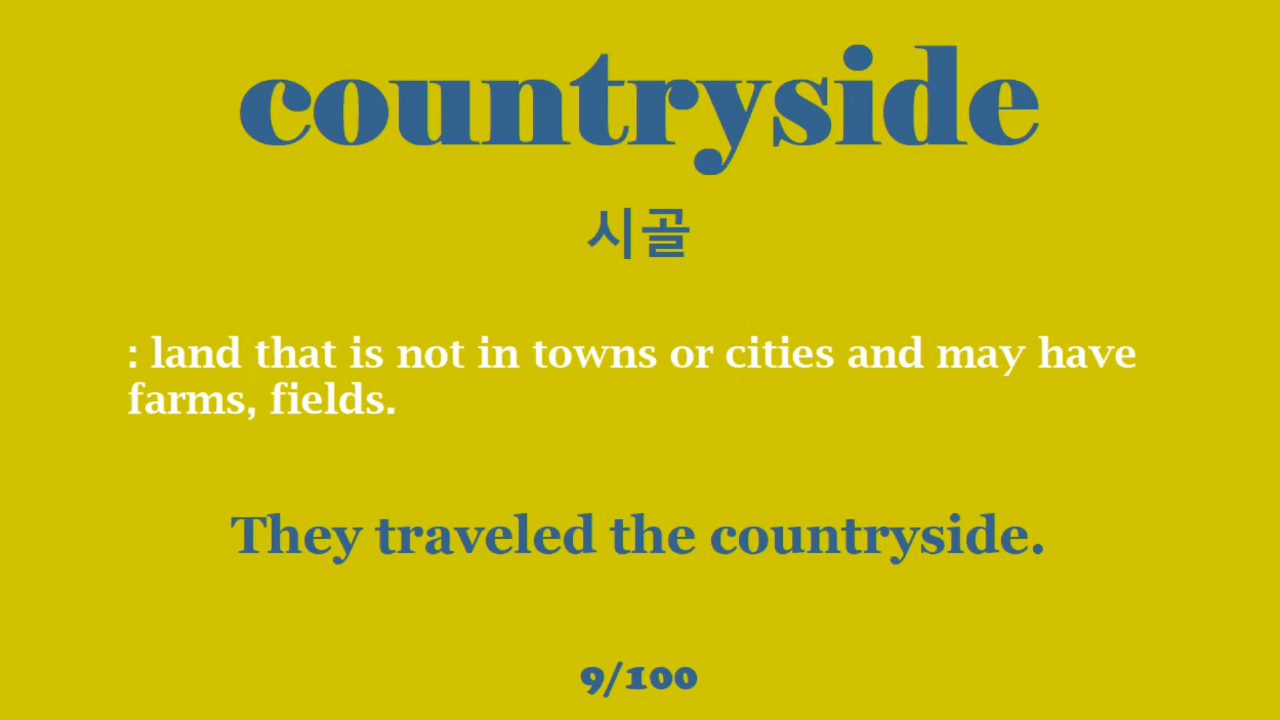 countryside
시골
: land that is not in towns or cities and may have
farms, fields.
They traveled the countryside.
9/100